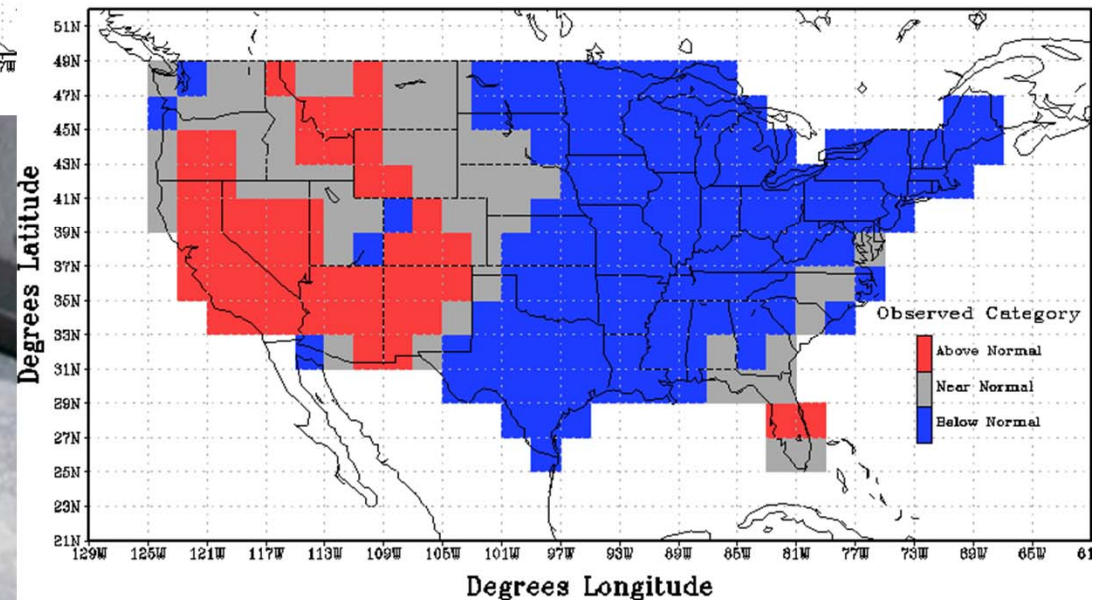 51N
49N
47N
45N
43N
41N
39N
37N
35N
33N
31N
29N
27N
25N
23N
21N
Degrees Latitude
Observed Category
Above Normal
Near Normal
Below Normal
129W 125W 121W 117W 113W 109W 105W 101W 97W 93W 89W 85W 81W 77W 73W 69W 65W 61
Degrees Longitude